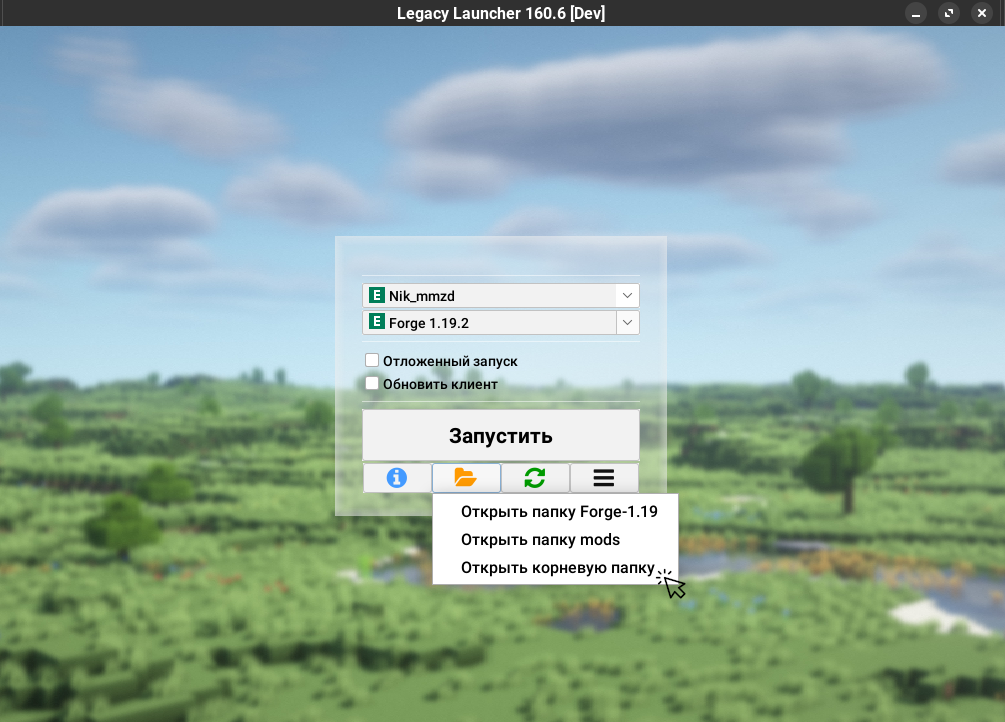 Legacy Launcher 160.6 [Dev]
E Nik_mmzd
E Forge 1.19.2
Отложенный запуск
Обновить клиент
Запустить
Открыть папку Forge-1.19
Открыть папку mods
Открыть корневую папку